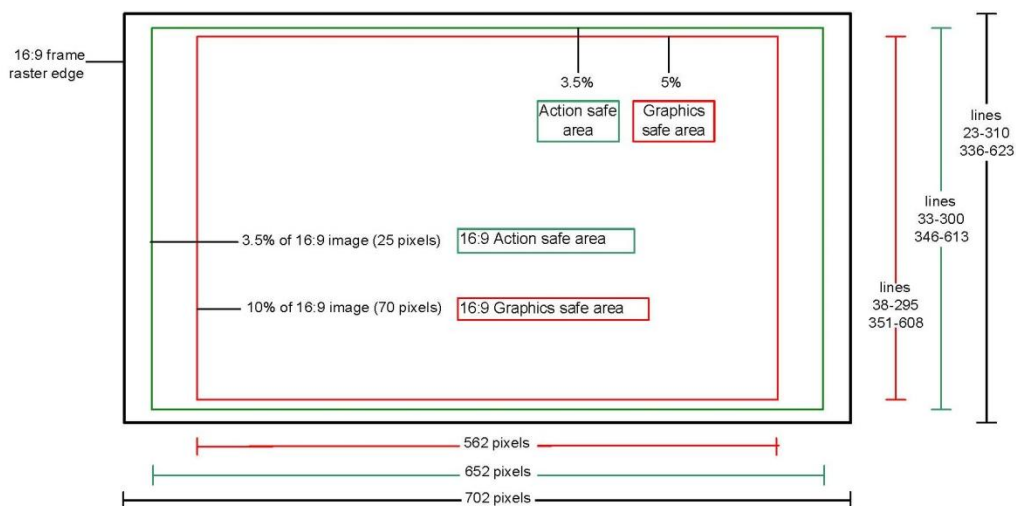 16:9 frame
raster edge
3.5%
5%
Action safe
area
Graphics
safe area
lines
23-310
336-623
lines
33-300
346-613
3.5% of 16:9 image (25 pixels)
16:9 Action safe area
lines
38-295
351-608
10% of 16:9 image (70 pixels)
16:9 Graphics safe area
562 pixels
652 pixels
702 pixels